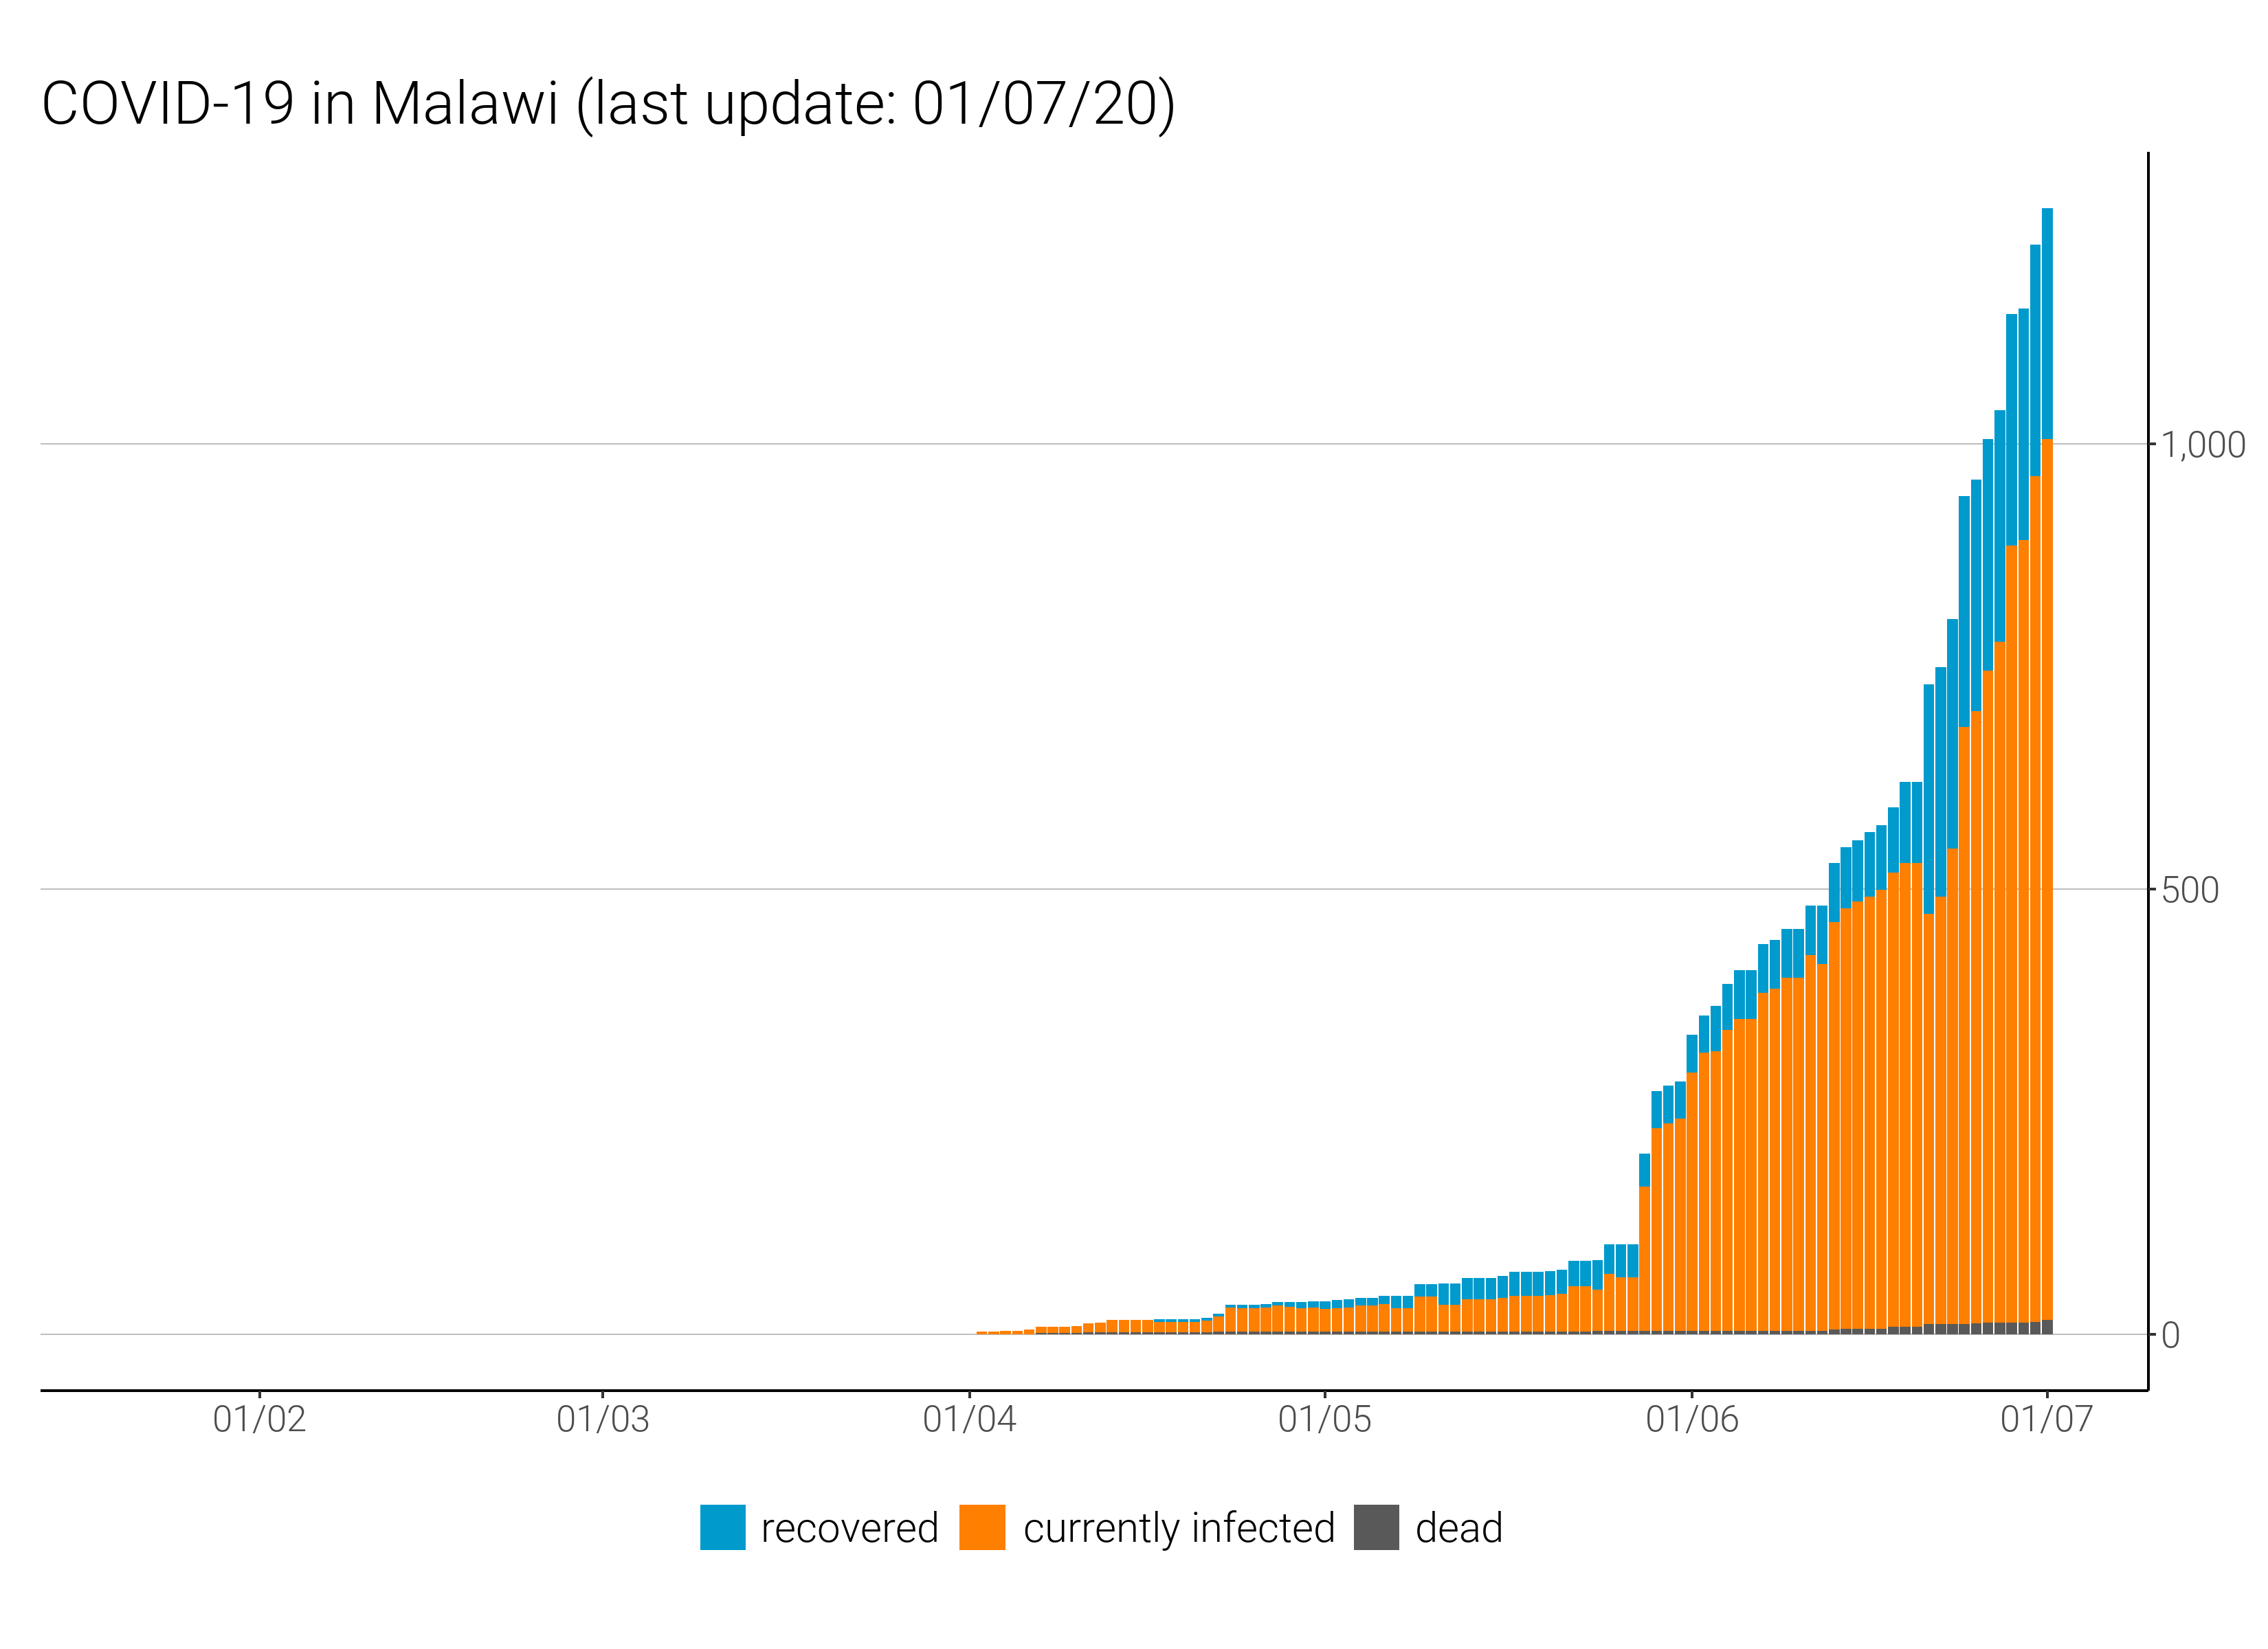 COVID-19 in Malawi (last update: 01/07/20)
1,000
500
0
01/02 01/03 01/04 01/05 01/06 01/07
recovered currently infected dead